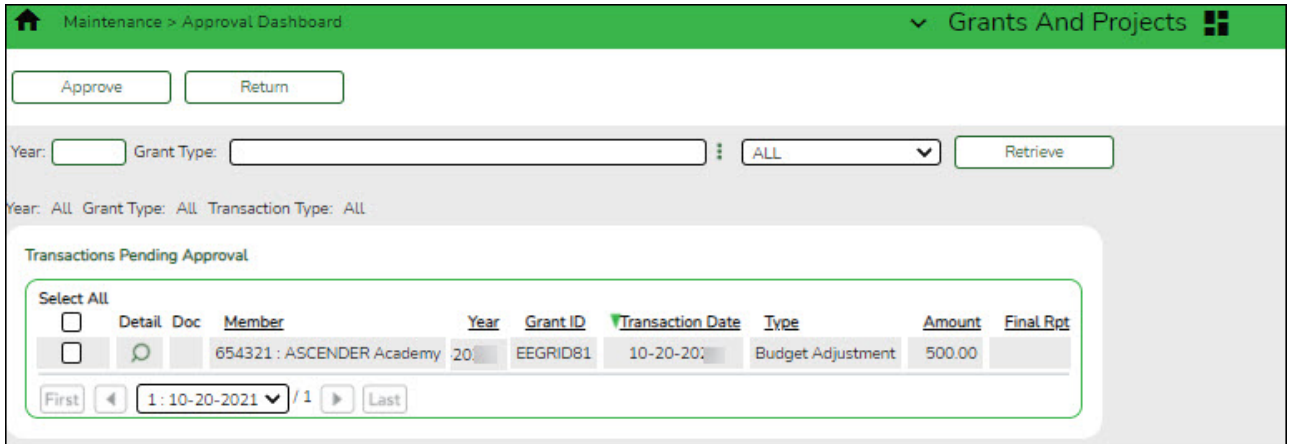 Maintenance > Approval Dashboard
Grants And Projects
Approve
Return
Year:
Grant Type:
ALL
Retrieve
Year: All Grant Type: All Transaction Type: All
Transactions Pending Approval
Select All
Detail Doc Member Year Grant ID Transaction Date Type Amount Final Rpt
654321 : ASCENDER Academy EEGRID81 Budget Adjustment 500.00
First 1 : 10-20-2021 / 1 Last